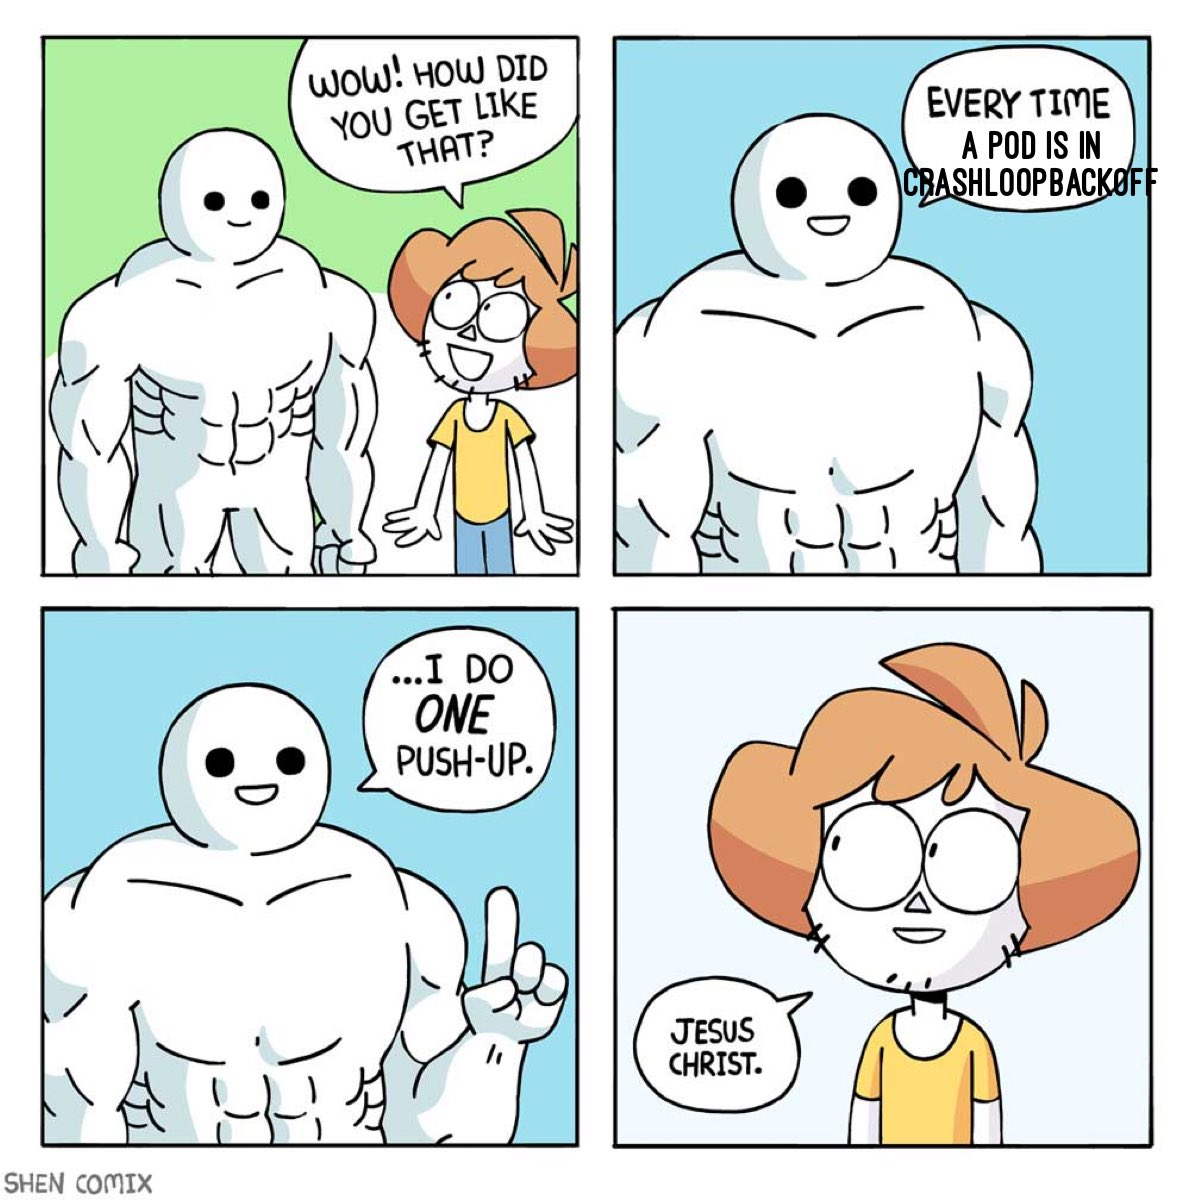 WOW! HOW DID
YOU GET LIKE
THAT?
EVERY TIME
A POD IS IN
CRASHLOOPBACKOFF
...I DO
ONE
PUSH-UP.
JESUS
CHRIST.
SHEN COMIX